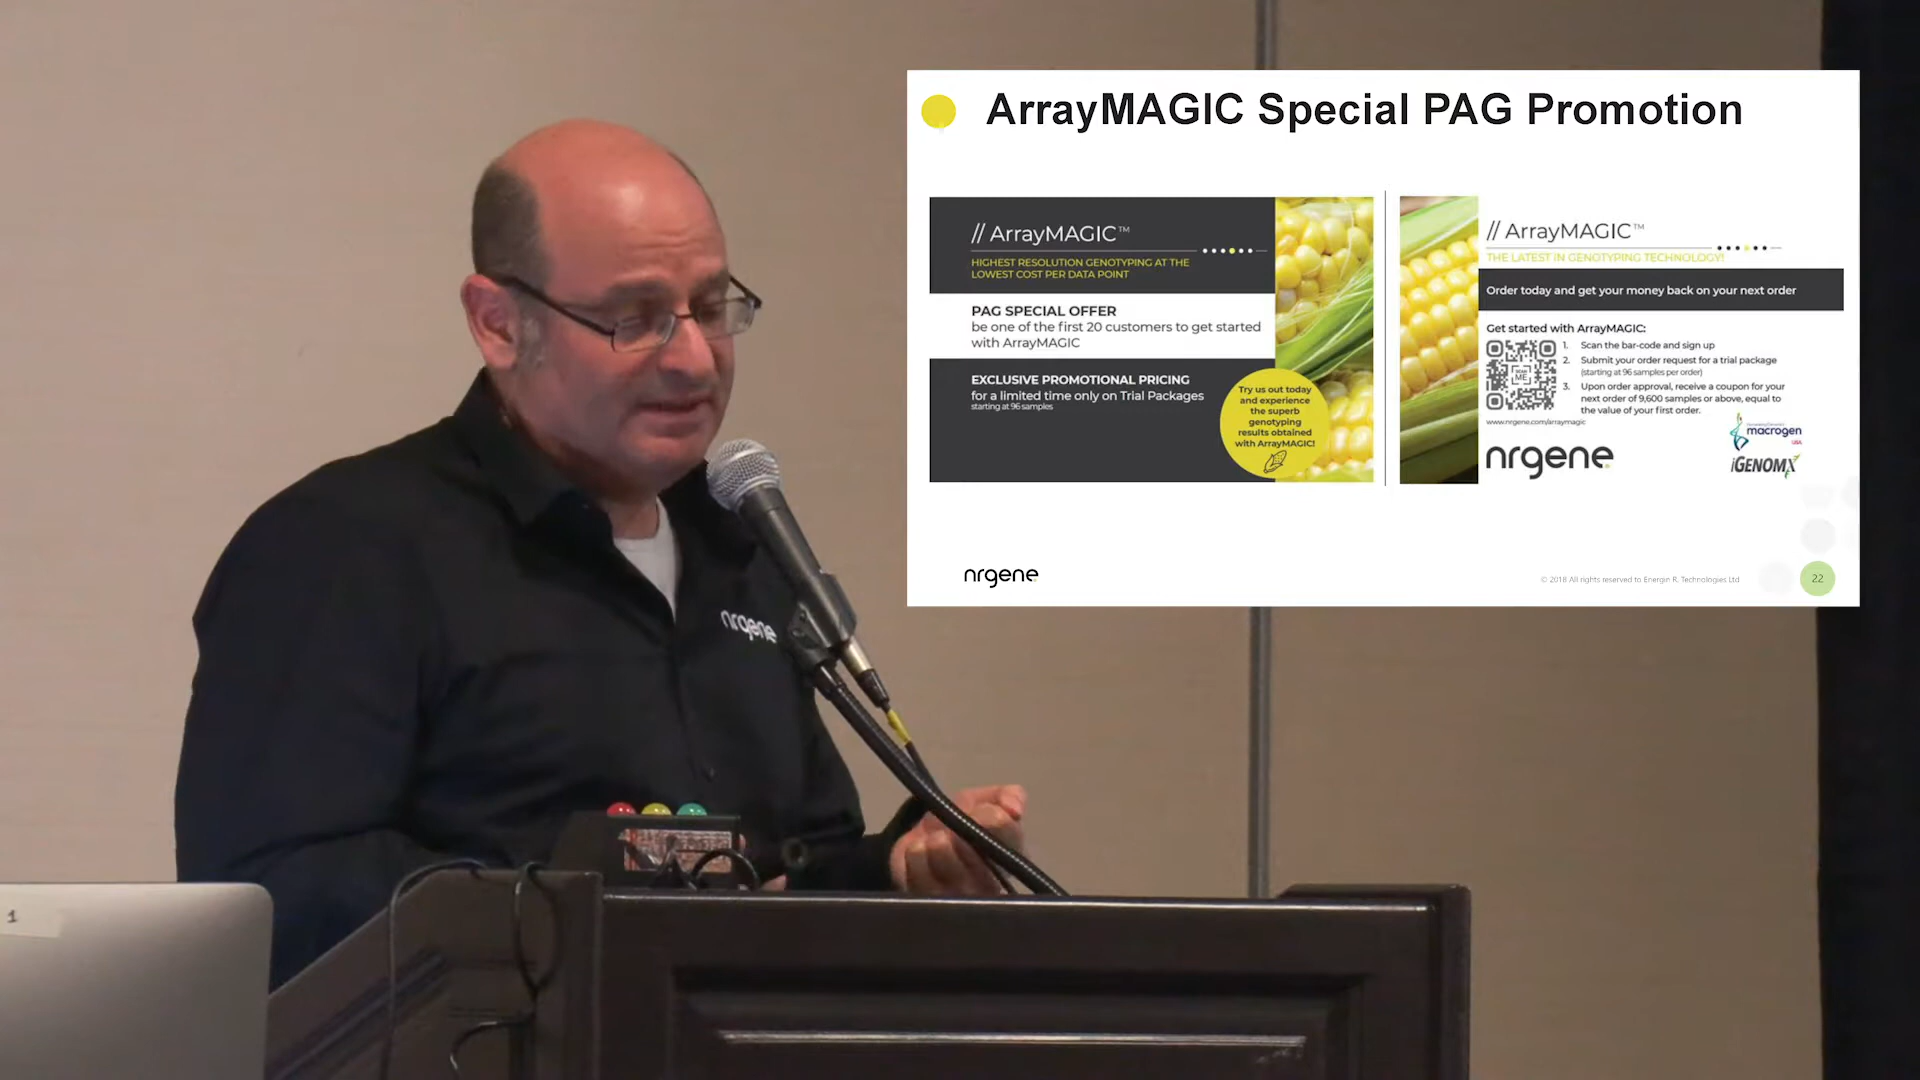 ArrayMAGIC Special PAG Promotion
// ArrayMAGIC™
HIGHEST RESOLUTION GENOTYPING AT THE
LOWEST COST PER DATA POINT
PAG SPECIAL OFFER
be one of the first 20 customers to get started
with ArrayMAGIC
EXCLUSIVE PROMOTIONAL PRICING
for a limited time only on Trial Packages
starting at 96 samples
Try us out today
and experience
the superb
genotyping
results obtained
with ArrayMAGIC!
// ArrayMAGIC™
THE LATEST IN GENOTYPING TECHNOLOGY!
Order today and get your money back on your next order
Get started with ArrayMAGIC:
SCAN
ME
1. Scan the bar-code and sign up
2. Submit your order request for a trial package
(starting at 96 samples per order)
3. Upon order approval, receive a coupon for your
next order of 9,600 samples or above, equal to
the value of your first order.
www.nrgene.com/arraymagic
nrgene
macrogen
USA
iGENOMX
nrgene
© 2018 All rights reserved to Energin R. Technologies Ltd
22
nrgene
1